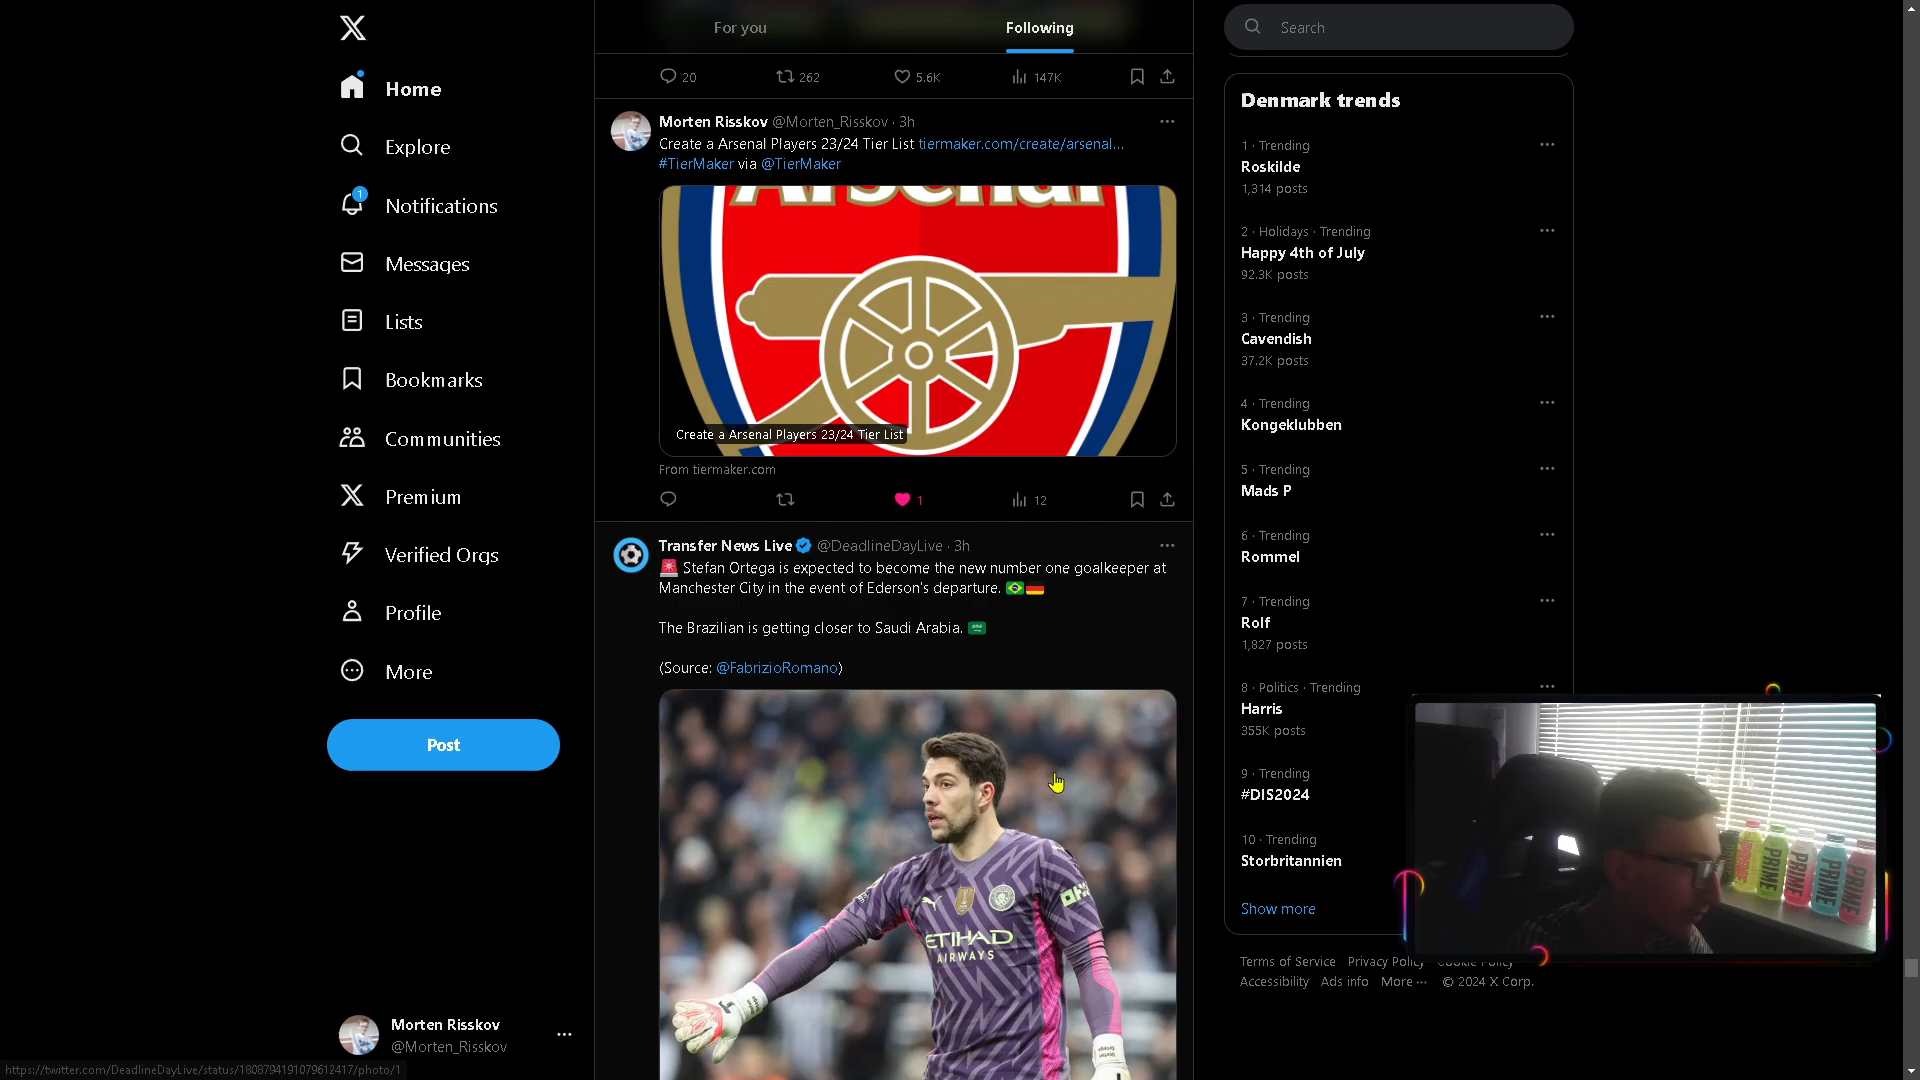 Home
Explore
1
Notifications
Messages
Lists
Bookmarks
Communities
Premium
Verified Orgs
Profile
More
Post
Morten Risskov
@Morten_Risskov
https://twitter.com/DeadlineDayLive/status/1808794191079612417/photo/1
For you
Following
20 262 5.6K 147K
Morten Risskov @Morten_Risskov · 3h
Create a Arsenal Players 23/24 Tier List tiermaker.com/create/arsenal…
#TierMaker via @TierMaker
Arsenal
Create a Arsenal Players 23/24 Tier List
From tiermaker.com
1 12
Transfer News Live @DeadlineDayLive · 3h
Stefan Ortega is expected to become the new number one goalkeeper at
Manchester City in the event of Ederson's departure.
The Brazilian is getting closer to Saudi Arabia.
(Source: @FabrizioRomano)
ETIHAD
AIRWAYS
Search
Denmark trends
1 · Trending
Roskilde
1,314 posts
2 · Holidays · Trending
Happy 4th of July
92.3K posts
3 · Trending
Cavendish
37.2K posts
4 · Trending
Kongeklubben
5 · Trending
Mads P
6 · Trending
Rommel
7 · Trending
Rolf
1,827 posts
8 · Politics · Trending
Harris
355K posts
9 · Trending
#DIS2024
10 · Trending
Storbritannien
Show more
Terms of Service Privacy Policy Cookie Policy
Accessibility Ads info More ··· © 2024 X Corp.
PRIME
PRIME
PRIME
PRIME